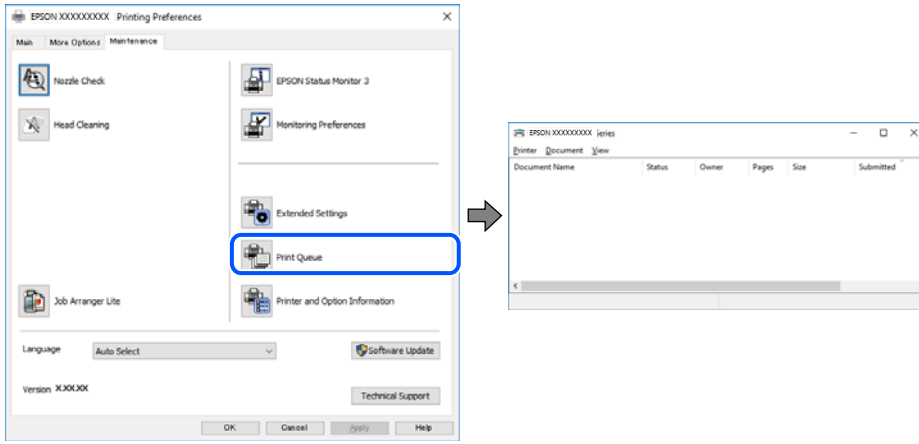 EPSON XXXXXXXXX Printing Preferences
Main More Options Maintenance
Nozzle Check
EPSON Status Monitor 3
Head Cleaning
Monitoring Preferences
Extended Settings
Print Queue
Job Arranger Lite
Printer and Option Information
Language Auto Select
Software Update
Version X.XX.XX
Technical Support
OK Cancel Apply Help
EPSON XXXXXXXXX ieries
Printer Document View
Document Name Status Owner Pages Size Submitted